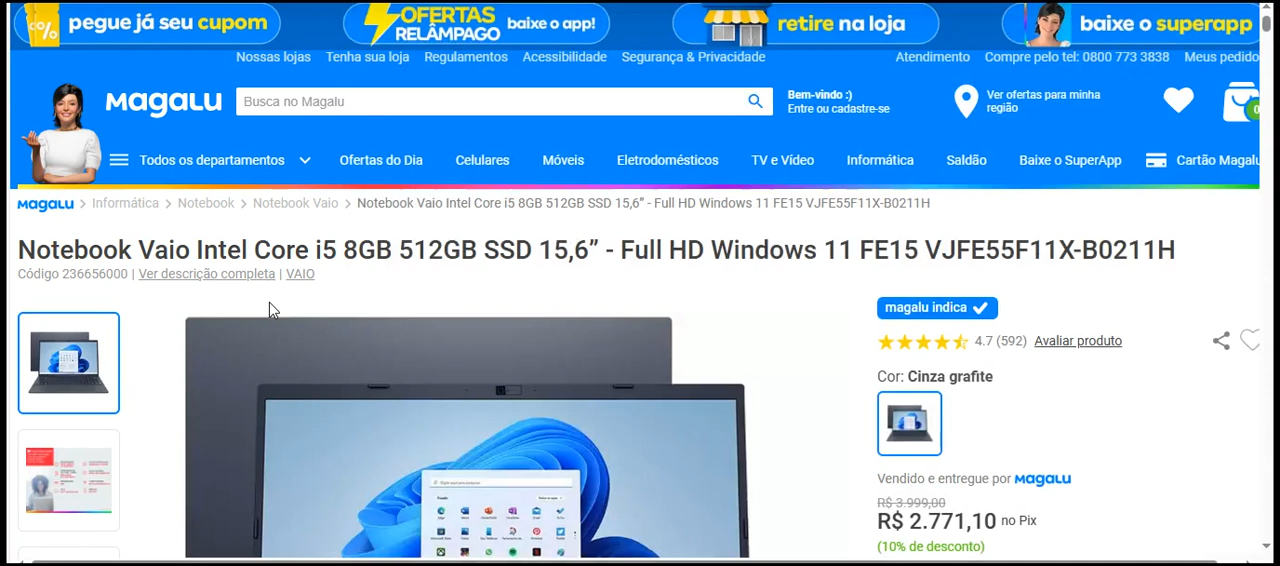 pegue já seu cupom
OFERTAS RELÂMPAGO baixe o app!
retire na loja
baixe o superapp
Nossas lojas Tenha sua loja Regulamentos Acessibilidade Segurança & Privacidade Atendimento Compre pelo tel: 0800 773 3838 Meus pedido
Magalu
Busca no Magalu
Bem-vindo :)
Entre ou cadastre-se
Ver ofertas para minha
região
0
Todos os departamentos Ofertas do Dia Celulares Móveis Eletrodomésticos TV e Vídeo Informática Saldão Baixe o SuperApp Cartão Magalu
MAGALU > Informática > Notebook > Notebook Vaio > Notebook Vaio Intel Core i5 8GB 512GB SSD 15,6” - Full HD Windows 11 FE15 VJFE55F11X-B0211H
Notebook Vaio Intel Core i5 8GB 512GB SSD 15,6” - Full HD Windows 11 FE15 VJFE55F11X-B0211H
Código 236656000 | Ver descrição completa | VAIO
magalu indica
4.7 (592) Avaliar produto
Cor: Cinza grafite
Vendido e entregue por MAGALU
R$ 3.999,00
R$ 2.771,10 no Pix
(10% de desconto)